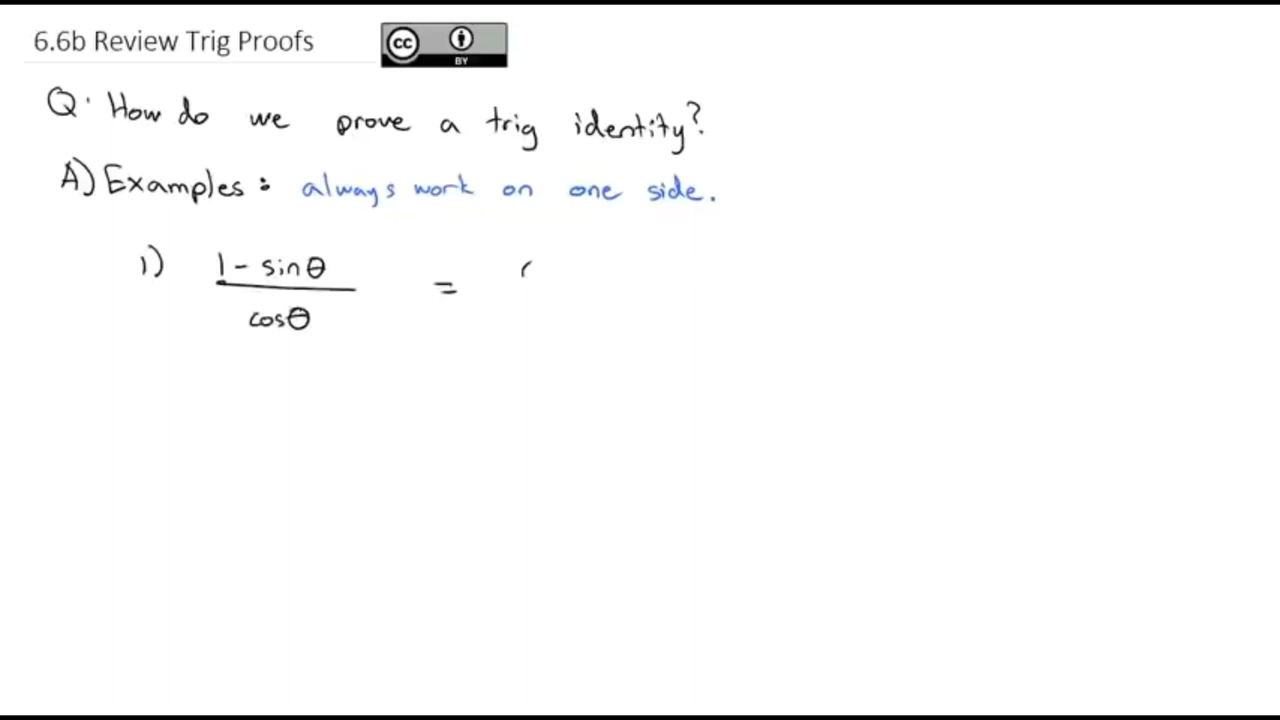 6.6b Review Trig Proofs
cc BY
Q. How do we prove a trig identity?
A) Examples: always work on one side.
1) 1 - sinθ
=
cosθ